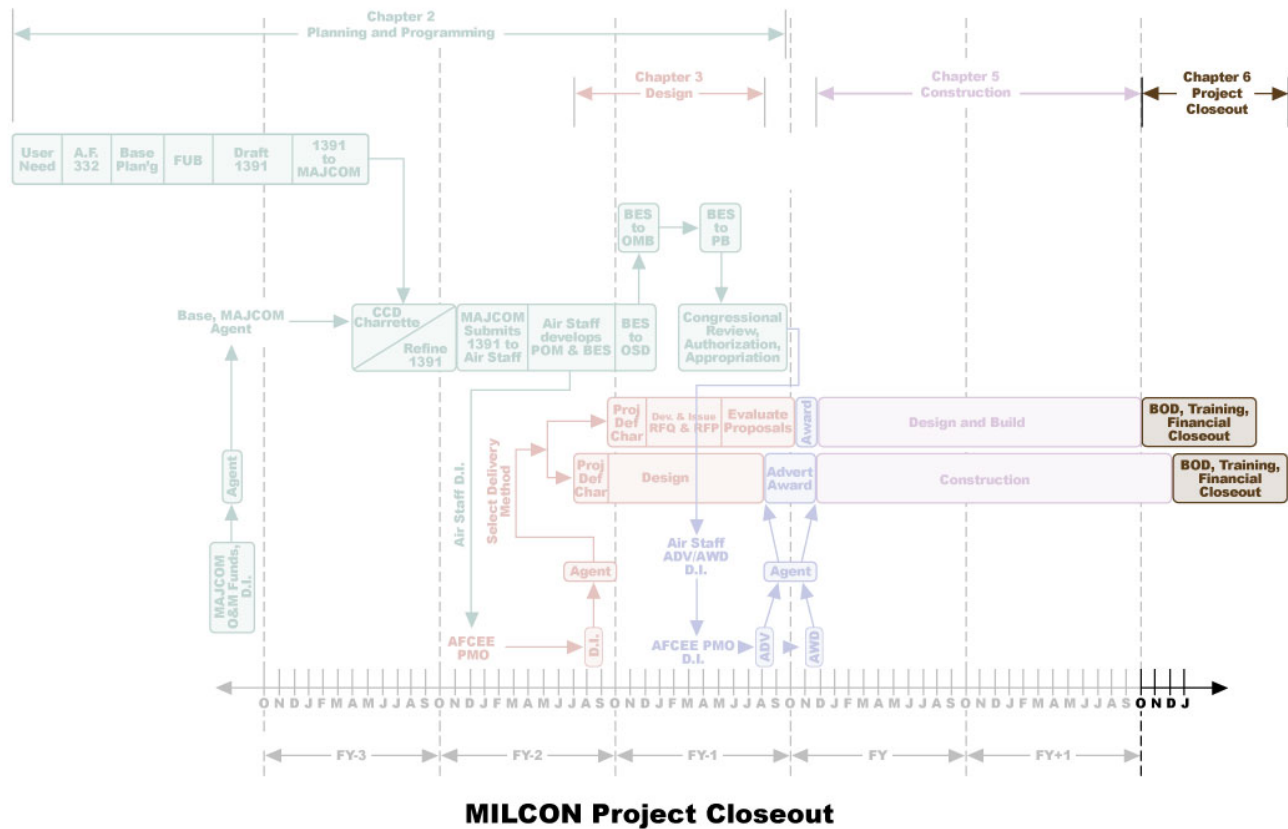 Chapter 2
Planning and Programming
Chapter 3
Design
Chapter 5
Construction
Chapter 6
Project
Closeout
User
Need
A.F.
332
Base
Plan'g
FUB
Draft
1391
1391
to
MAJCOM
BES
to
OMB
BES
to
PB
Base, MAJCOM
Agent
CCD
Charrette
Refine
1391
MAJCOM
Submits
1391 to
Air Staff
Air Staff
develops
POM & BES
BES
to
OSD
Congressional
Review,
Authorization,
Appropriation
Proj
Def
Char
Dev. & Issue
RFQ & RFP
Evaluate
Proposals
Award
Design and Build
BOD, Training,
Financial
Closeout
Proj
Def
Char
Design
Advert
Award
Construction
BOD, Training,
Financial
Closeout
Agent
MAJCOM
O&M Funds,
D.I.
Air Staff D.I.
Select Delivery
Method
Agent
D.I.
AFCEE
PMO
Air Staff
ADV/AWD
D.I.
Agent
AFCEE PMO
D.I.
ADV
AWD
O N D J F M A M J J A S O N D J F M A M J J A S O N D J F M A M J J A S O N D J F M A M J J A S O N D J F M A M J J A S O N D J
FY-3
FY-2
FY-1
FY
FY+1
MILCON Project Closeout